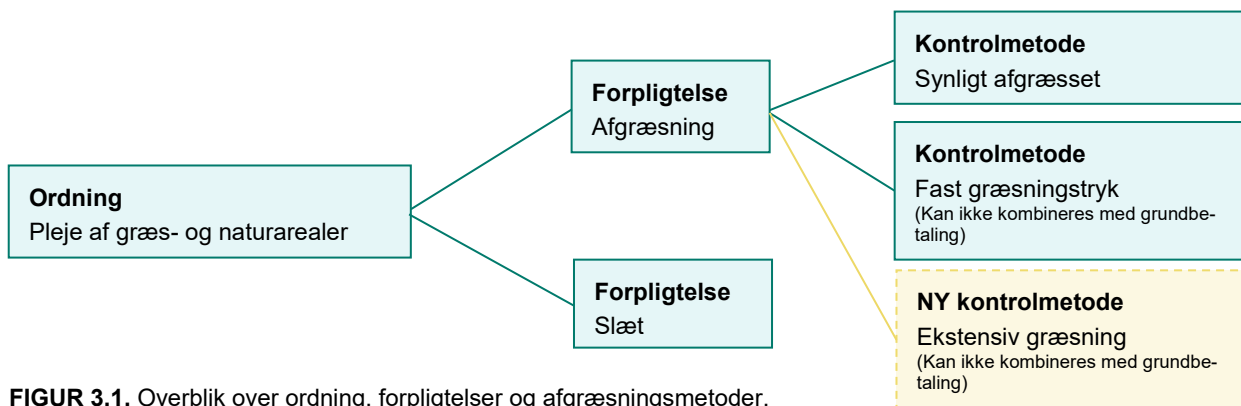 Ordning
Pleje af græs- og naturarealer
Forpligtelse
Afgræsning
Forpligtelse
Slæt
Kontrolmetode
Synligt afgræsset
Kontrolmetode
Fast græsningstryk
(Kan ikke kombineres med grundbe-
taling)
NY kontrolmetode
Ekstensiv græsning
(Kan ikke kombineres med grundbe-
taling)
FIGUR 3.1. Overblik over ordning, forpligtelser og afgræsningsmetoder.